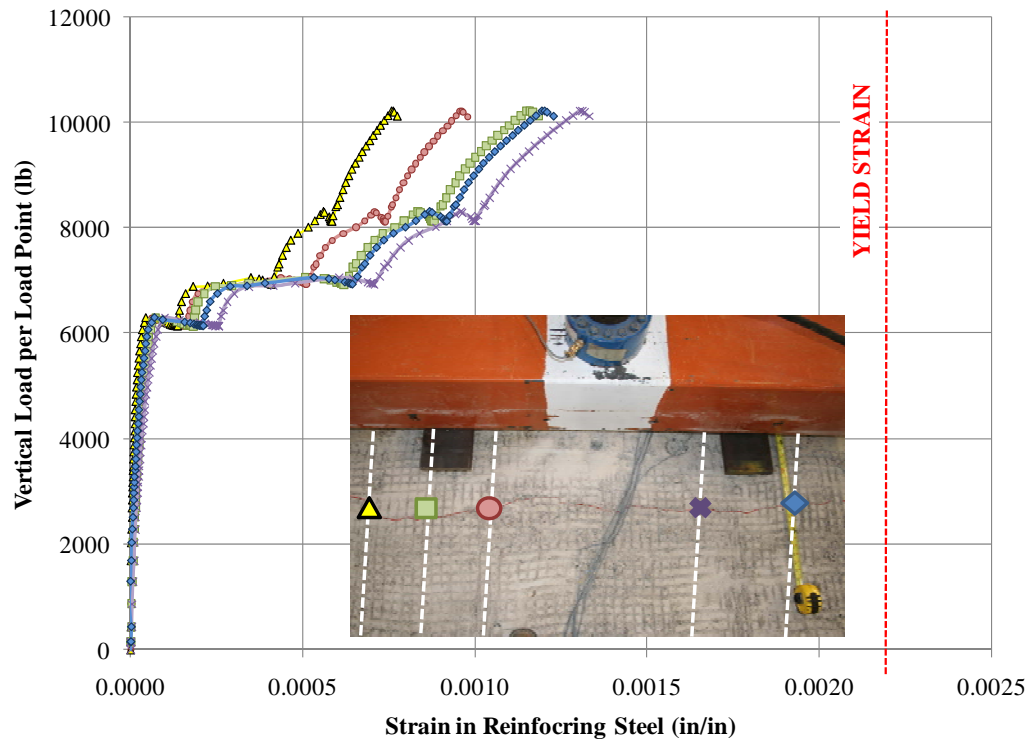 12000
10000
8000
6000
4000
2000
0
Vertical Load per Load Point (lb)
YIELD STRAIN
0.0000 0.0005 0.0010 0.0015 0.0020 0.0025
Strain in Reinfocring Steel (in/in)